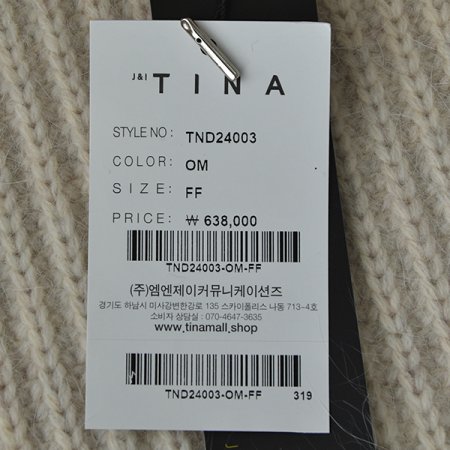 J&I TINA
STYLE NO: TND24003
COLOR: OM
SIZE: FF
PRICE: ₩ 638,000
TND24003-OM-FF
(주)엠엔제이커뮤니케이션즈
경기도 하남시 미사강변한강로 135 스카이폴리스 나동 713-4호
소비자 상담실 : 070-4647-3635
www.tinamall.shop
TND24003-OM-FF 319